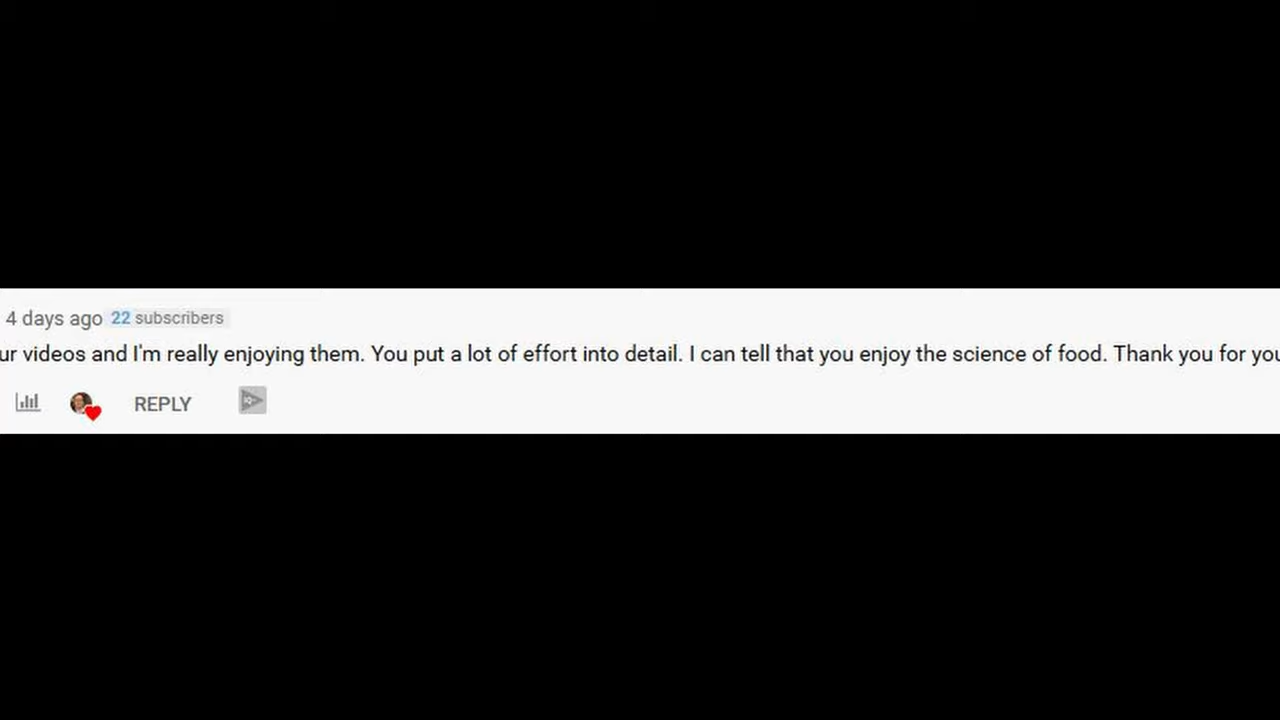 4 days ago 22 subscribers
ur videos and I'm really enjoying them. You put a lot of effort into detail. I can tell that you enjoy the science of food. Thank you for you
REPLY